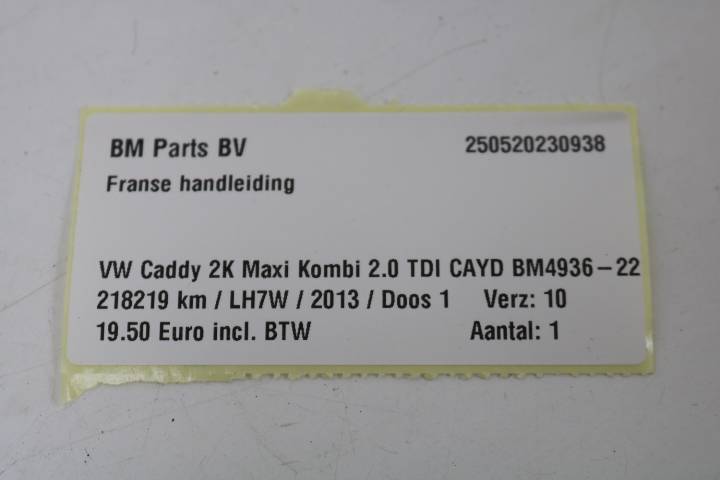 BM Parts BV 250520230938
Franse handleiding
VW Caddy 2K Maxi Kombi 2.0 TDI CAYD BM4936-22
218219 km / LH7W / 2013 / Doos 1 Verz: 10
19.50 Euro incl. BTW Aantal: 1